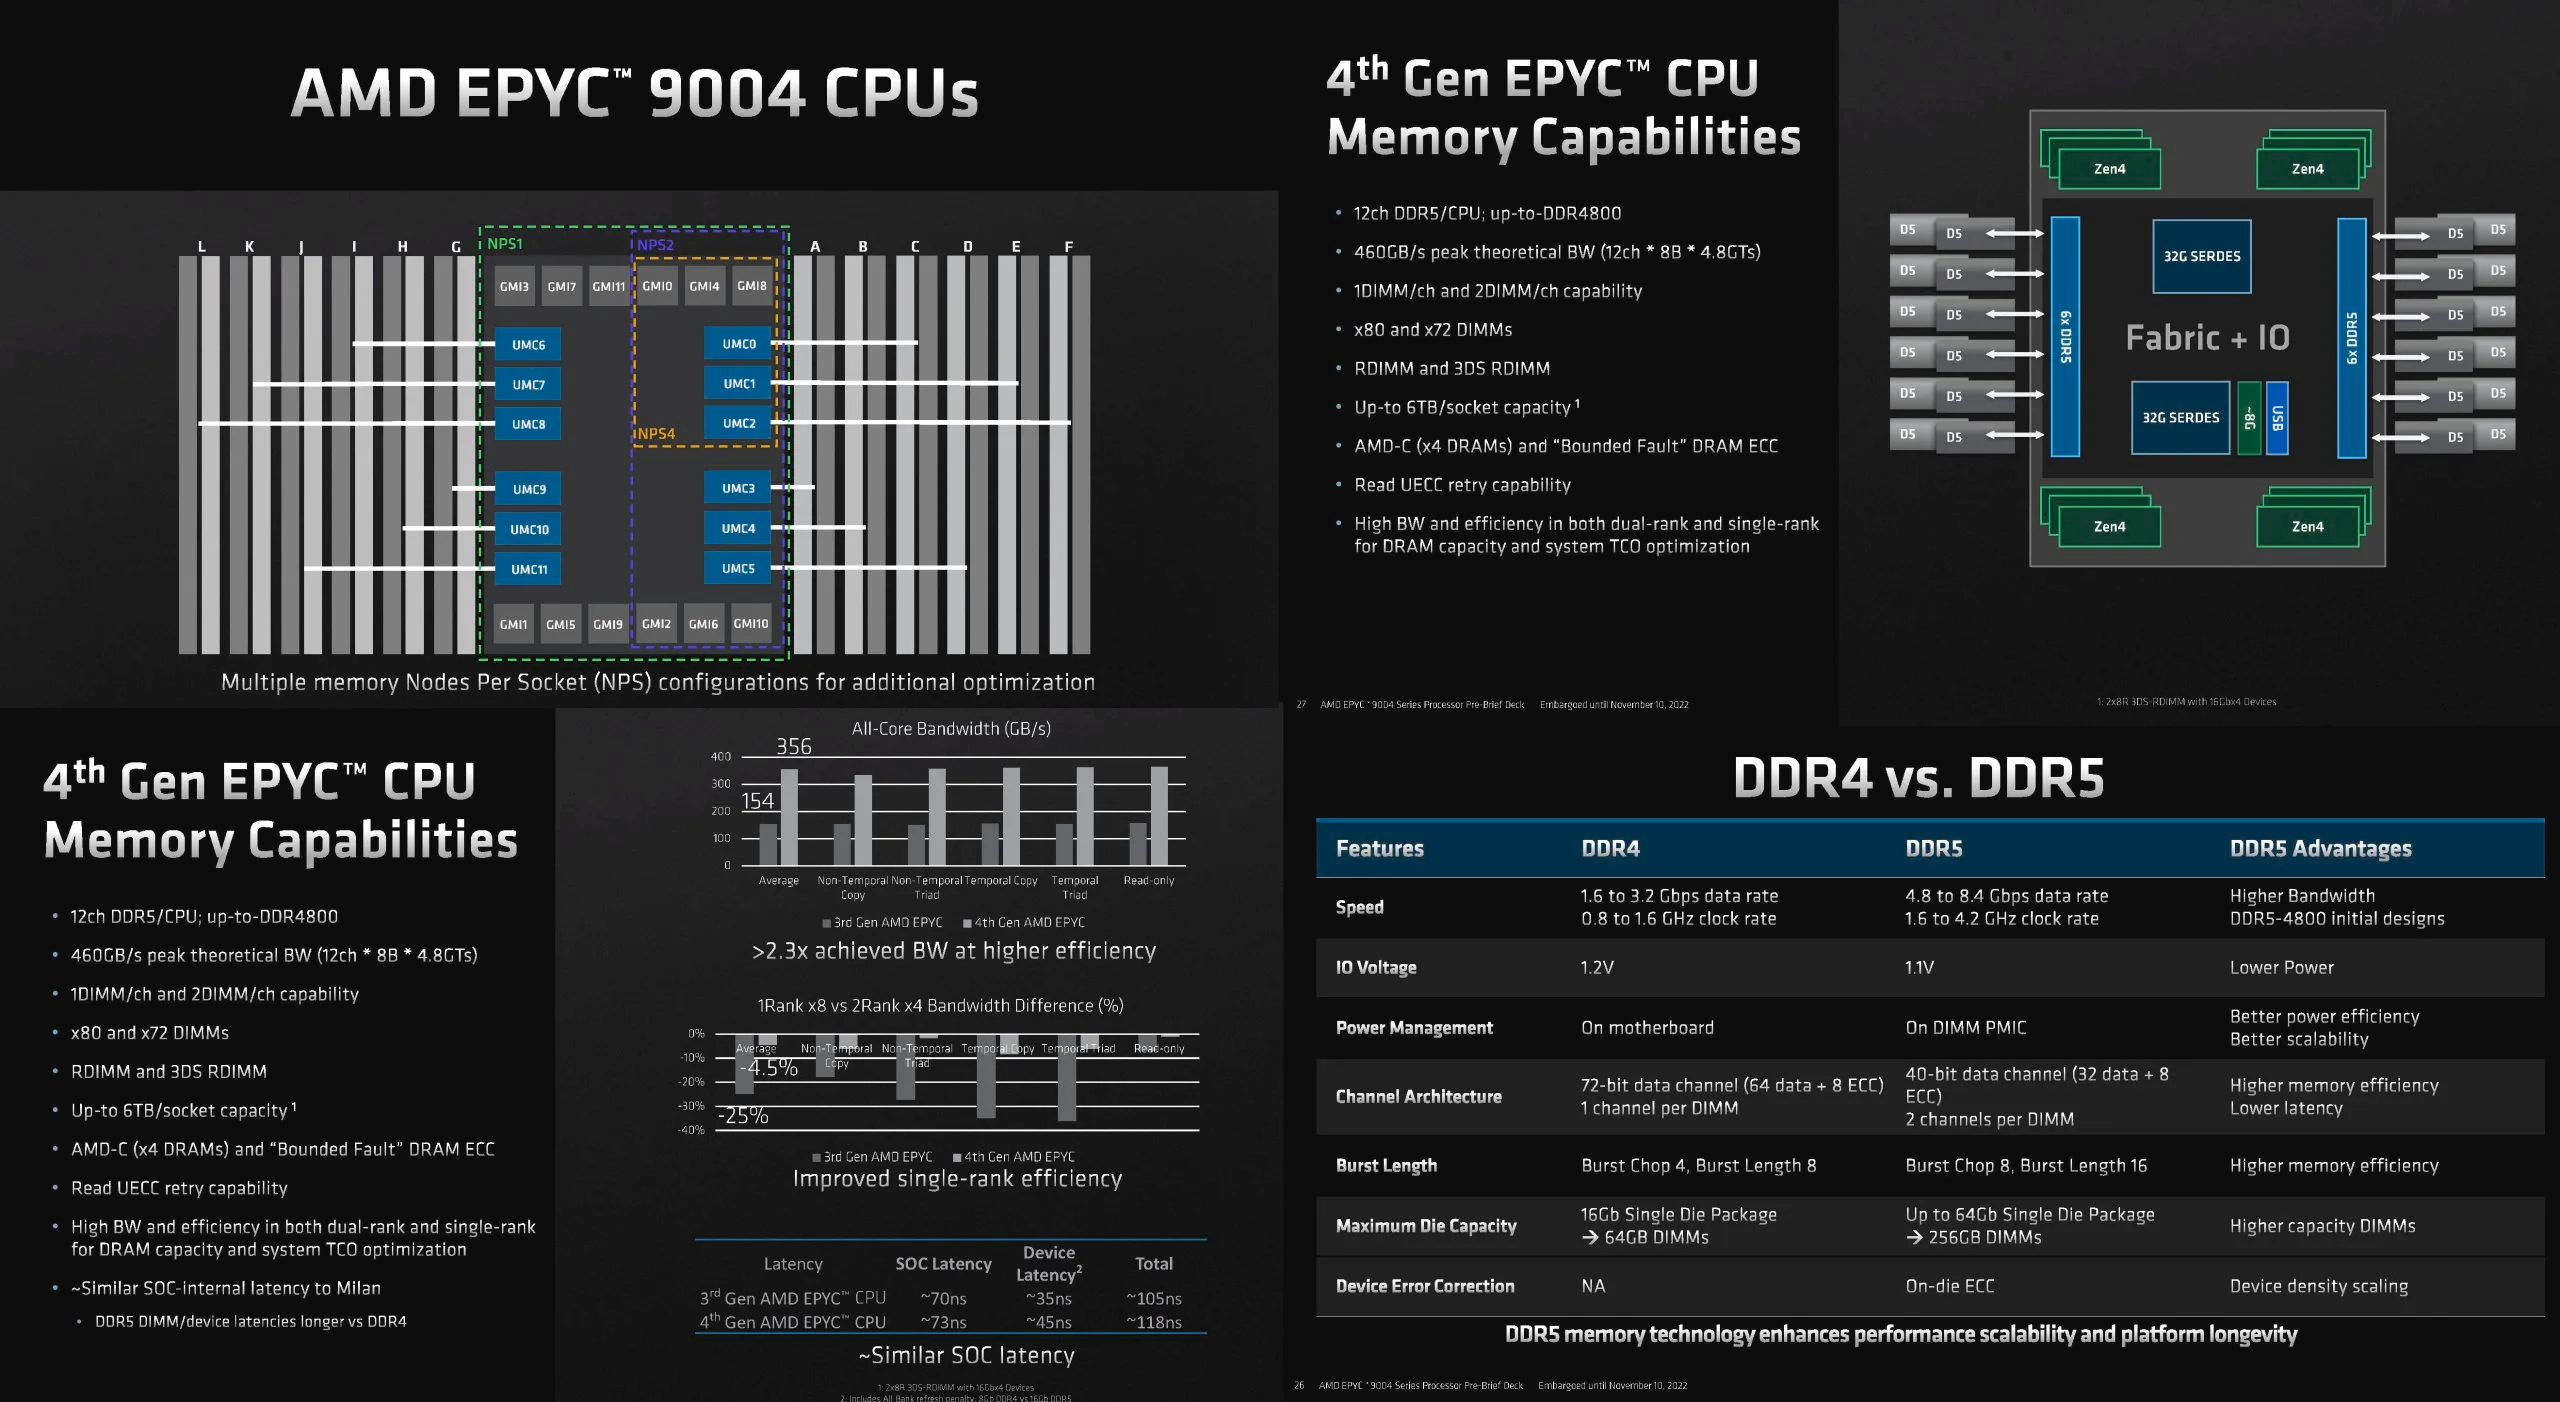 AMD EPYC™ 9004 CPUs
L K J I H G NPS1 NPS2 A B C D E F
GMI3 GMI7 GMI11 GMI0 GMI4 GMI8
UMC6 UMC0
UMC7 UMC1
UMC8 UMC2
NPS4
UMC9 UMC3
UMC10 UMC4
UMC11 UMC5
GMI1 GMI5 GMI9 GMI2 GMI6 GMI10
Multiple memory Nodes Per Socket (NPS) configurations for additional optimization
4th Gen EPYC™ CPU
Memory Capabilities
• 12ch DDR5/CPU; up-to-DDR4800
• 460GB/s peak theoretical BW (12ch * 8B * 4.8GTs)
• 1DIMM/ch and 2DIMM/ch capability
• x80 and x72 DIMMs
• RDIMM and 3DS RDIMM
• Up-to 6TB/socket capacity 1
• AMD-C (x4 DRAMs) and “Bounded Fault” DRAM ECC
• Read UECC retry capability
• High BW and efficiency in both dual-rank and single-rank
for DRAM capacity and system TCO optimization
Zen4 Zen4
D5 D5 D5 D5
D5 D5 D5 D5
D5 D5 D5 D5
D5 D5 D5 D5
D5 D5 D5 D5
D5 D5 D5 D5
6x DDR5
32G SERDES
Fabric + IO
6x DDR5
32G SERDES
~8G
USB
Zen4 Zen4
27 AMD EPYC™ 9004 Series Processor Pre-Brief Deck Embargoed until November 10, 2022
1: 2x8R 3DS-RDIMM with 16Gbx4 Devices
4th Gen EPYC™ CPU
Memory Capabilities
• 12ch DDR5/CPU; up-to-DDR4800
• 460GB/s peak theoretical BW (12ch * 8B * 4.8GTs)
• 1DIMM/ch and 2DIMM/ch capability
• x80 and x72 DIMMs
• RDIMM and 3DS RDIMM
• Up-to 6TB/socket capacity 1
• AMD-C (x4 DRAMs) and “Bounded Fault” DRAM ECC
• Read UECC retry capability
• High BW and efficiency in both dual-rank and single-rank
for DRAM capacity and system TCO optimization
• ~Similar SOC-internal latency to Milan
• DDR5 DIMM/device latencies longer vs DDR4
All-Core Bandwidth (GB/s)
356
154
400
300
200
100
0
Average Non-Temporal Copy Non-Temporal Triad Temporal Copy Temporal Triad Read-only
3rd Gen AMD EPYC 4th Gen AMD EPYC
>2.3x achieved BW at higher efficiency
1Rank x8 vs 2Rank x4 Bandwidth Difference (%)
0%
-10%
-20%
-30%
-40%
Average Non-Temporal Copy Non-Temporal Triad Temporal Copy Temporal Triad Read-only
-4.5%
-25%
3rd Gen AMD EPYC 4th Gen AMD EPYC
Improved single-rank efficiency
Latency SOC Latency Device Latency2 Total
3rd Gen AMD EPYC™ CPU ~70ns ~35ns ~105ns
4th Gen AMD EPYC™ CPU ~73ns ~45ns ~118ns
~Similar SOC latency
1: 2x8R 3DS-RDIMM with 16Gbx4 Devices
2: Includes All Bank refresh penalty: 8Gb DDR4 vs 16Gb DDR5
DDR4 vs. DDR5
Features DDR4 DDR5 DDR5 Advantages
Speed
1.6 to 3.2 Gbps data rate
0.8 to 1.6 GHz clock rate
4.8 to 8.4 Gbps data rate
1.6 to 4.2 GHz clock rate
Higher Bandwidth
DDR5-4800 initial designs
IO Voltage 1.2V 1.1V Lower Power
Power Management On motherboard On DIMM PMIC
Better power efficiency
Better scalability
Channel Architecture
72-bit data channel (64 data + 8 ECC)
1 channel per DIMM
40-bit data channel (32 data + 8
ECC)
2 channels per DIMM
Higher memory efficiency
Lower latency
Burst Length Burst Chop 4, Burst Length 8 Burst Chop 8, Burst Length 16 Higher memory efficiency
Maximum Die Capacity
16Gb Single Die Package
→ 64GB DIMMs
Up to 64Gb Single Die Package
→ 256GB DIMMs
Higher capacity DIMMs
Device Error Correction NA On-die ECC Device density scaling
DDR5 memory technology enhances performance scalability and platform longevity
26 AMD EPYC™ 9004 Series Processor Pre-Brief Deck Embargoed until November 10, 2022